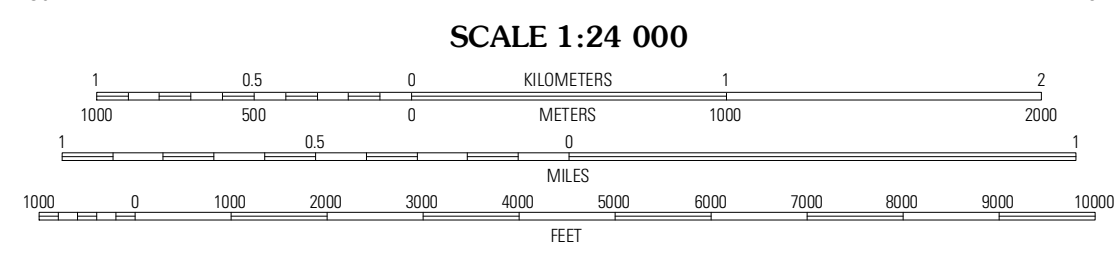 SCALE 1:24 000
1 0.5 0 KILOMETERS 1 2
1000 500 0 METERS 1000 2000
1 0.5 0 1
MILES
1000 0 1000 2000 3000 4000 5000 6000 7000 8000 9000 10000
FEET